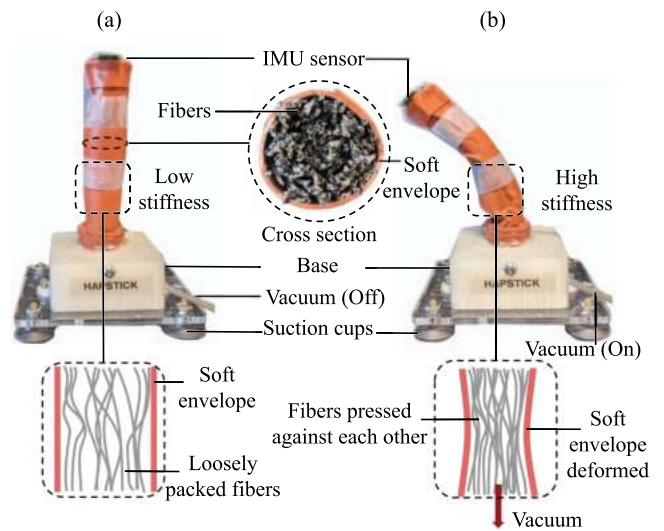 (a)
(b)
IMU sensor
Fibers
Soft
envelope
Low
stiffness
High
stiffness
Cross section
Base
HAPSTICK
HAPSTICK
Vacuum (Off)
Suction cups
Vacuum (On)
Soft
envelope
Loosely
packed fibers
Fibers pressed
against each other
Soft
envelope
deformed
Vacuum